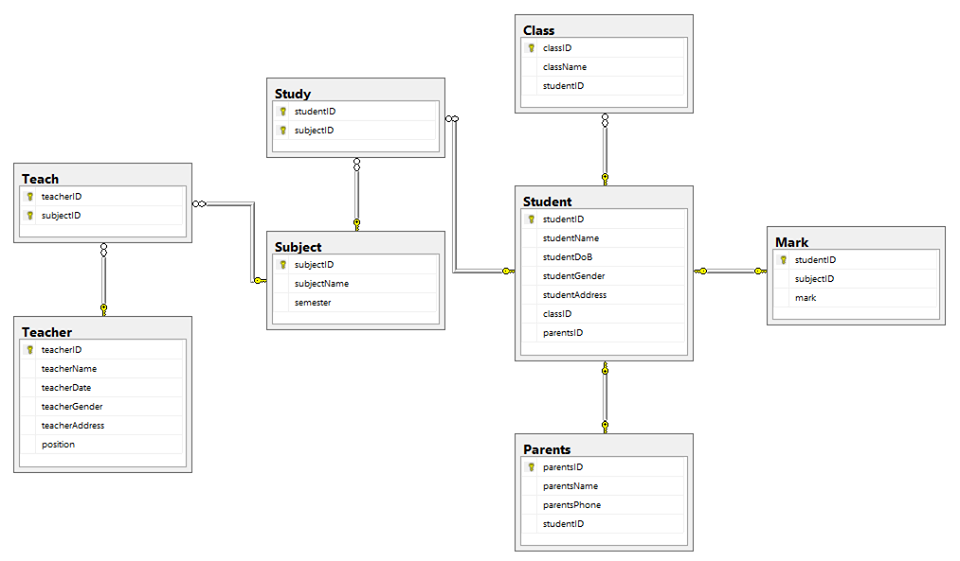 Class
classID
className
studentID
Study
studentID
subjectID
Teach
teacherID
subjectID
Student
studentID
studentName
studentDoB
studentGender
studentAddress
classID
parentsID
Subject
subjectID
subjectName
semester
Mark
studentID
subjectID
mark
Teacher
teacherID
teacherName
teacherDate
teacherGender
teacherAddress
position
Parents
parentsID
parentsName
parentsPhone
studentID